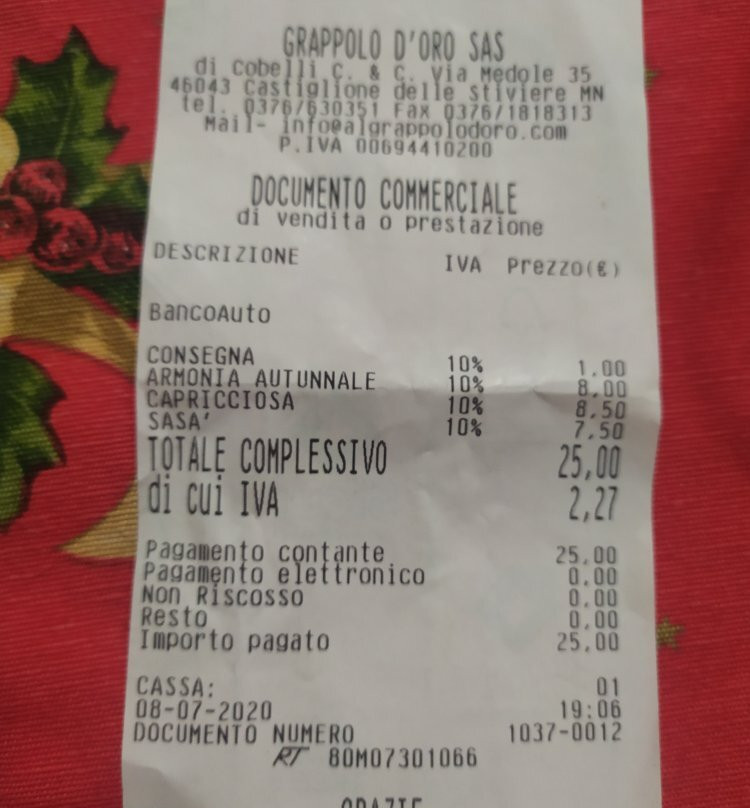 GRAPPOLO D'ORO SAS
di Cobelli C. & C. Via Medole 35
46043 Castiglione delle Stiviere MN
tel. 0376/630351 Fax 0376/1818313
Mail- info@algrappolodoro.com
P.IVA 00694410200
DOCUMENTO COMMERCIALE
di vendita o prestazione
DESCRIZIONE IVA Prezzo(€)
BancoAuto
CONSEGNA 10% 1.00
ARMONIA AUTUNNALE 10% 8.00
CAPRICCIOSA 10% 8.50
SASA' 10% 7.50
TOTALE COMPLESSIVO 25,00
di cui IVA 2,27
Pagamento contante 25.00
Pagamento elettronico 0.00
Non Riscosso 0.00
Resto 0.00
Importo pagato 25.00
CASSA: 01
08-07-2020 19:06
DOCUMENTO NUMERO 1037-0012
RT 80M07301066
GRAZIE